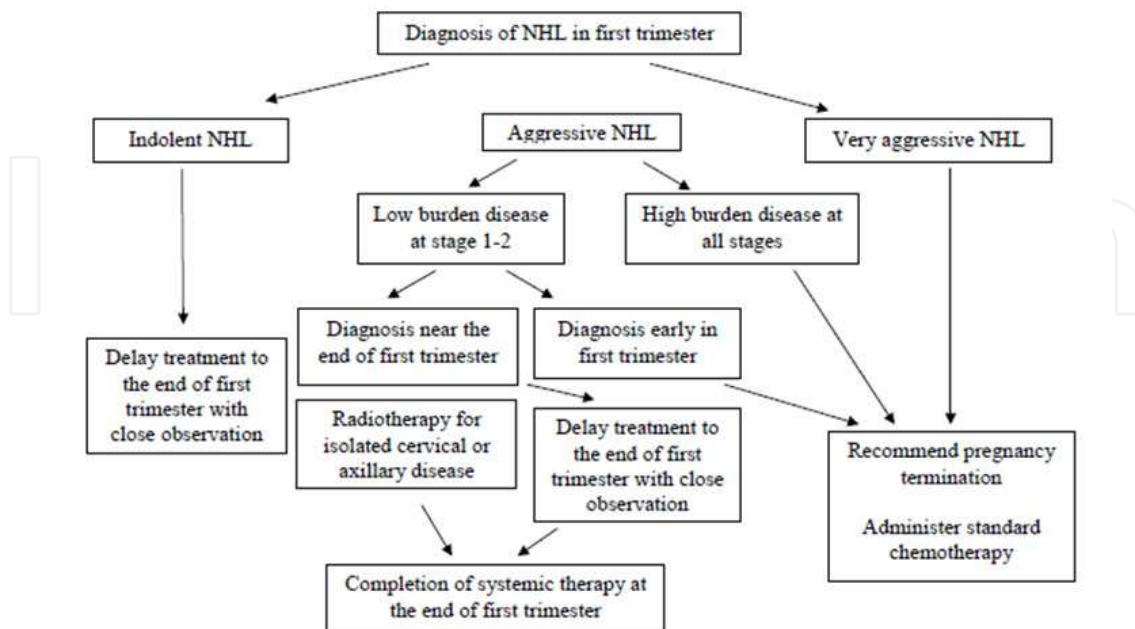 Diagnosis of NHL in first trimester
Indolent NHL
Aggressive NHL
Very aggressive NHL
Low burden disease
at stage 1-2
High burden disease at
all stages
Diagnosis near the
end of first trimester
Diagnosis early in
first trimester
Delay treatment to
the end of first
trimester with
close observation
Radiotherapy for
isolated cervical or
axillary disease
Delay treatment to
the end of first
trimester with close
observation
Recommend pregnancy
termination
Administer standard
chemotherapy
Completion of systemic therapy at
the end of first trimester